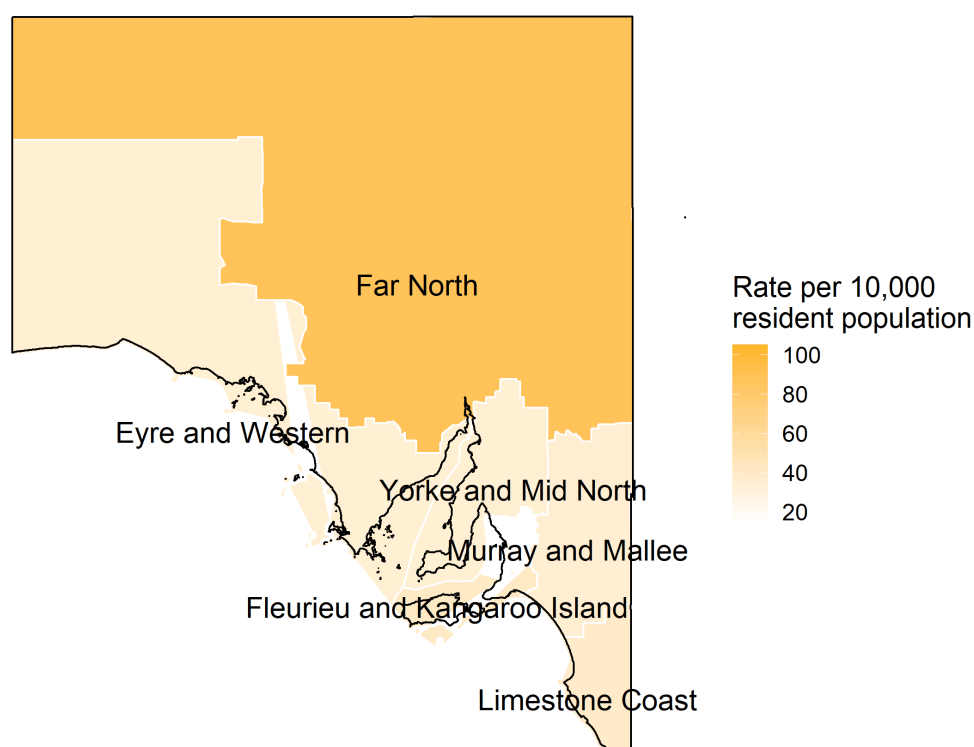 Far North
Rate per 10,000
resident population
100
80
60
40
20
Eyre and Western
Yorke and Mid North
Murray and Mallee
Fleurieu and Kangaroo Island
Limestone Coast